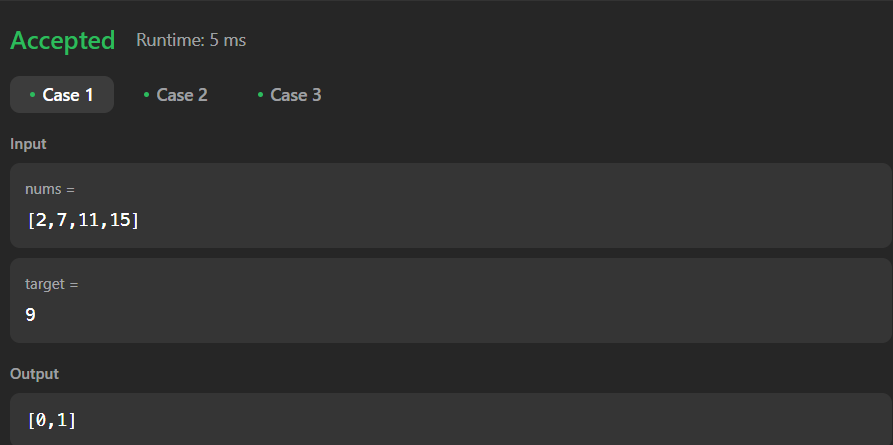 Accepted Runtime: 5 ms
• Case 1 • Case 2 • Case 3
Input
nums =
[2,7,11,15]
target =
9
Output
[0,1]